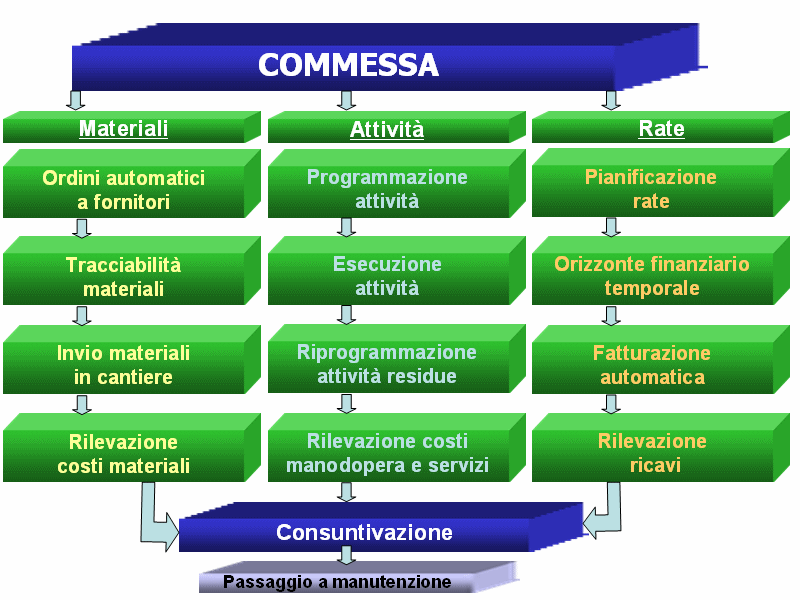 COMMESSA
Materiali
Ordini automatici
a fornitori
Tracciabilità
materiali
Invio materiali
in cantiere
Rilevazione
costi materiali
Attività
Programmazione
attività
Esecuzione
attività
Riprogrammazione
attività residue
Rilevazione costi
manodopera e servizi
Rate
Pianificazione
rate
Orizzonte finanziario
temporale
Fatturazione
automatica
Rilevazione
ricavi
Consuntivazione
Passaggio a manutenzione